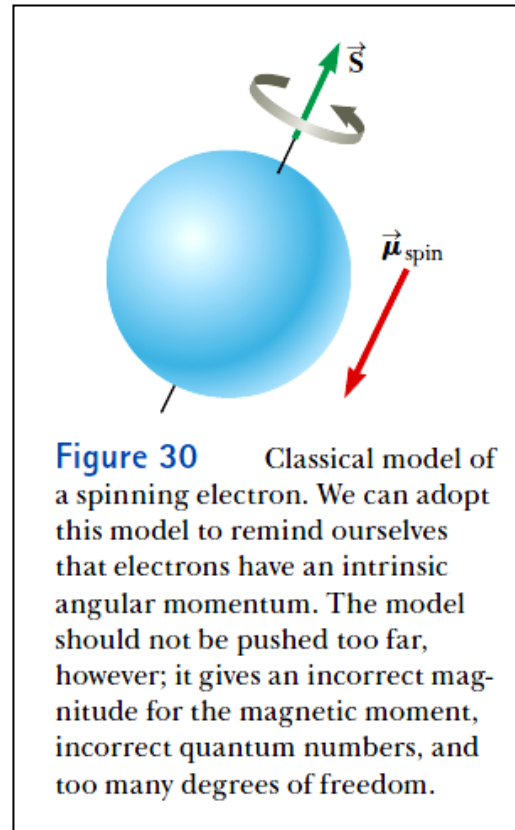 S
μ spin
Figure 30 Classical model of
a spinning electron. We can adopt
this model to remind ourselves
that electrons have an intrinsic
angular momentum. The model
should not be pushed too far,
however; it gives an incorrect mag-
nitude for the magnetic moment,
incorrect quantum numbers, and
too many degrees of freedom.